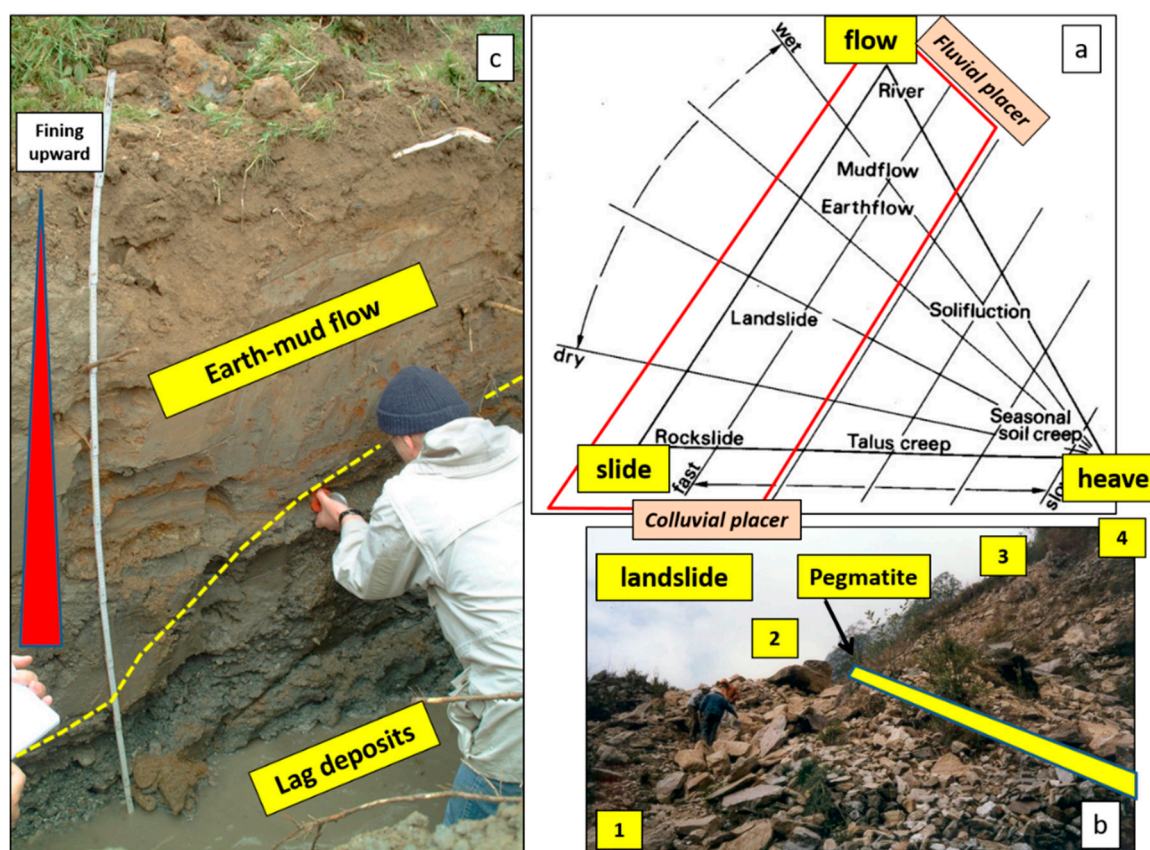 c
Fining
upward
Earth-mud flow
Lag deposits
a
flow
Fluvial placer
wet
River
Mudflow
Earthflow
Solifluction
Landslide
dry
Seasonal
soil creep
Rockslide
Talus creep
slide
fast
heave
Colluvial placer
landslide
Pegmatite
1
2
3
4
b